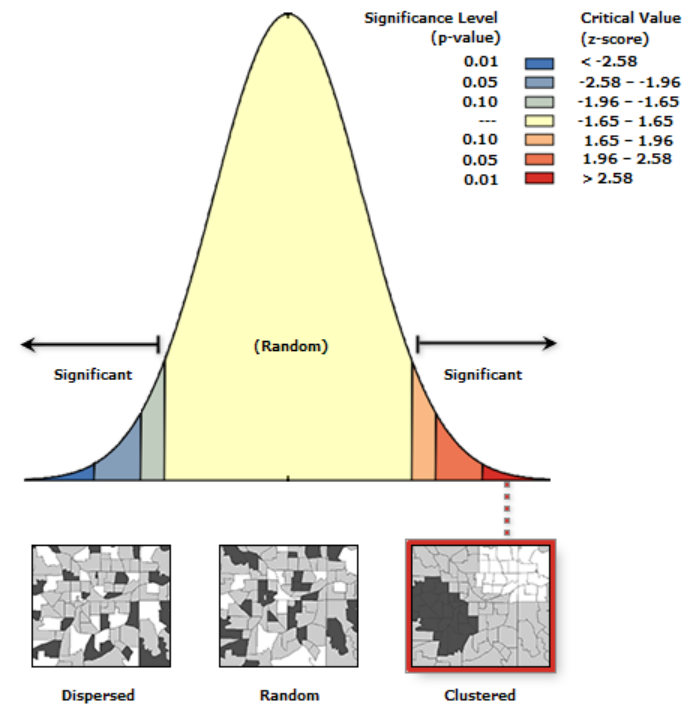 Significance Level Critical Value
(p-value) (z-score)
0.01 < -2.58
0.05 -2.58 – -1.96
0.10 -1.96 – -1.65
--- -1.65 – 1.65
0.10 1.65 – 1.96
0.05 1.96 – 2.58
0.01 > 2.58
(Random)
Significant Significant
Dispersed Random Clustered